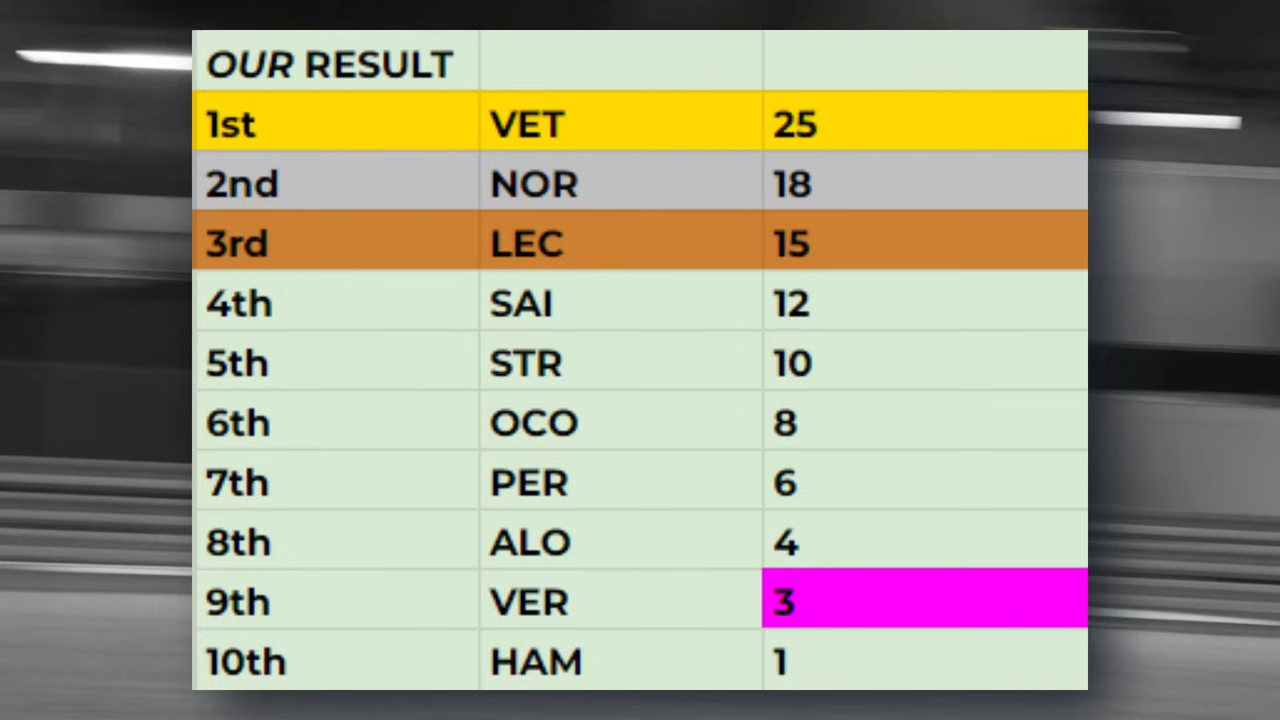 OUR RESULT
1st VET 25
2nd NOR 18
3rd LEC 15
4th SAI 12
5th STR 10
6th OCO 8
7th PER 6
8th ALO 4
9th VER 3
10th HAM 1